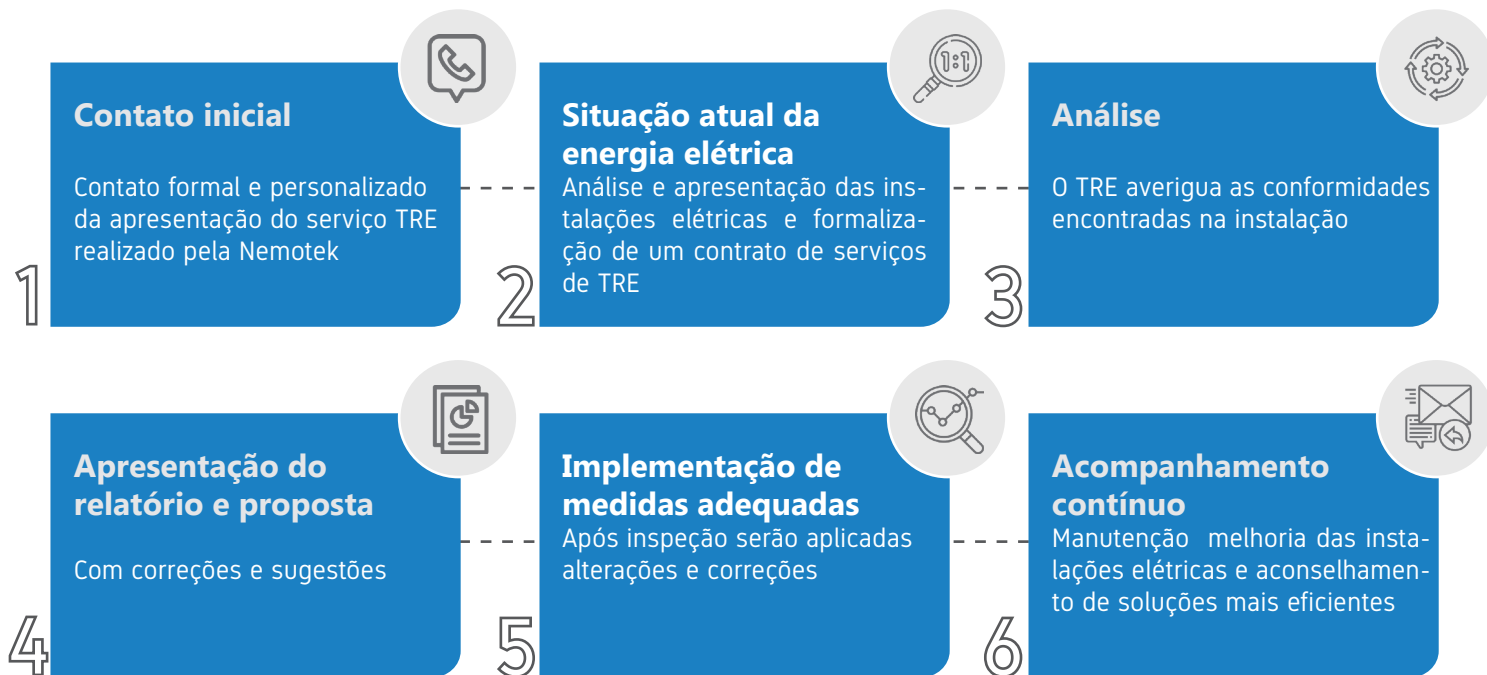 Contato inicial
Contato formal e personalizado
da apresentação do serviço TRE
realizado pela Nemotek
1
1:1
Situação atual da
energia elétrica
Análise e apresentação das ins-
talações elétricas e formaliza-
ção de um contrato de serviços
de TRE
2
Análise
O TRE averigua as conformidades
encontradas na instalação
3
Apresentação do
relatório e proposta
Com correções e sugestões
4
Implementação de
medidas adequadas
Após inspeção serão aplicadas
alterações e correções
5
Acompanhamento
contínuo
Manutenção  melhoria das insta-
lações elétricas e aconselhamen-
to de soluções mais eficientes
6